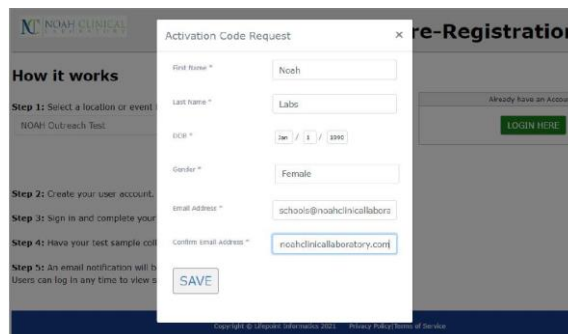 NC NOAH CLINICAL
LABORATORY
re-Registration
How it works
Step 1: Select a location or event
NOAH Outreach Test
Step 2: Create your user account.
Step 3: Sign in and complete your
Step 4: Have your test sample coll
Step 5: An email notification will b
Users can log in any time to view s
Already have an Accou
LOGIN HERE
Activation Code Request ×
First Name * Noah
Last Name * Labs
DOB * Jan / 1 / 1990
Gender * Female
Email Address * schools@noahclinicallabora
Confirm Email Address * noahclinicallaboratory.com
SAVE
Copyright © Lifepoint Informatics 2021 Privacy Policy|Terms of Service